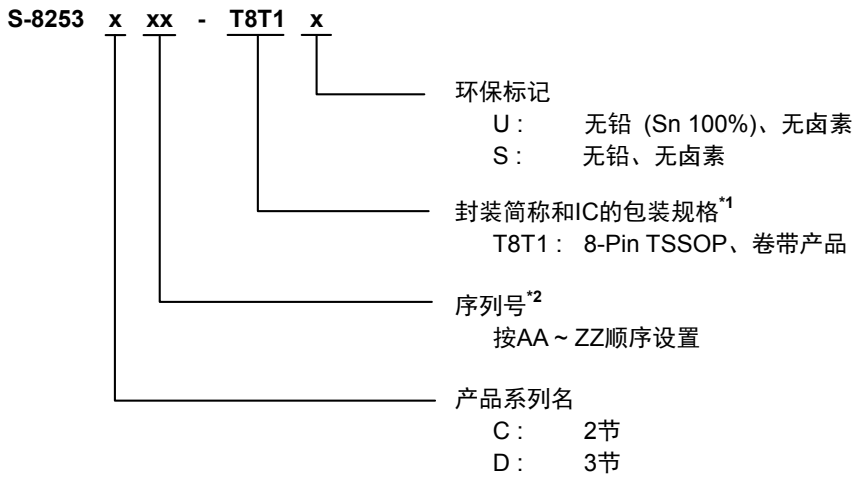 S-8253 x xx - T8T1 x
环保标记
U : 无铅 (Sn 100%)、无卤素
S : 无铅、无卤素
封装简称和IC的包装规格*1
T8T1 : 8-Pin TSSOP、卷带产品
序列号*2
按AA ~ ZZ顺序设置
产品系列名
C : 2节
D : 3节